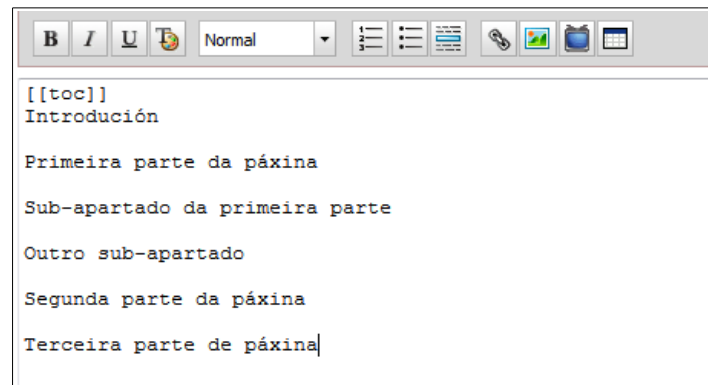 B I U T Normal
[[toc]]
Introdución
Primeira parte da páxina
Sub-apartado da primeira parte
Outro sub-apartado
Segunda parte da páxina
Terceira parte de páxina